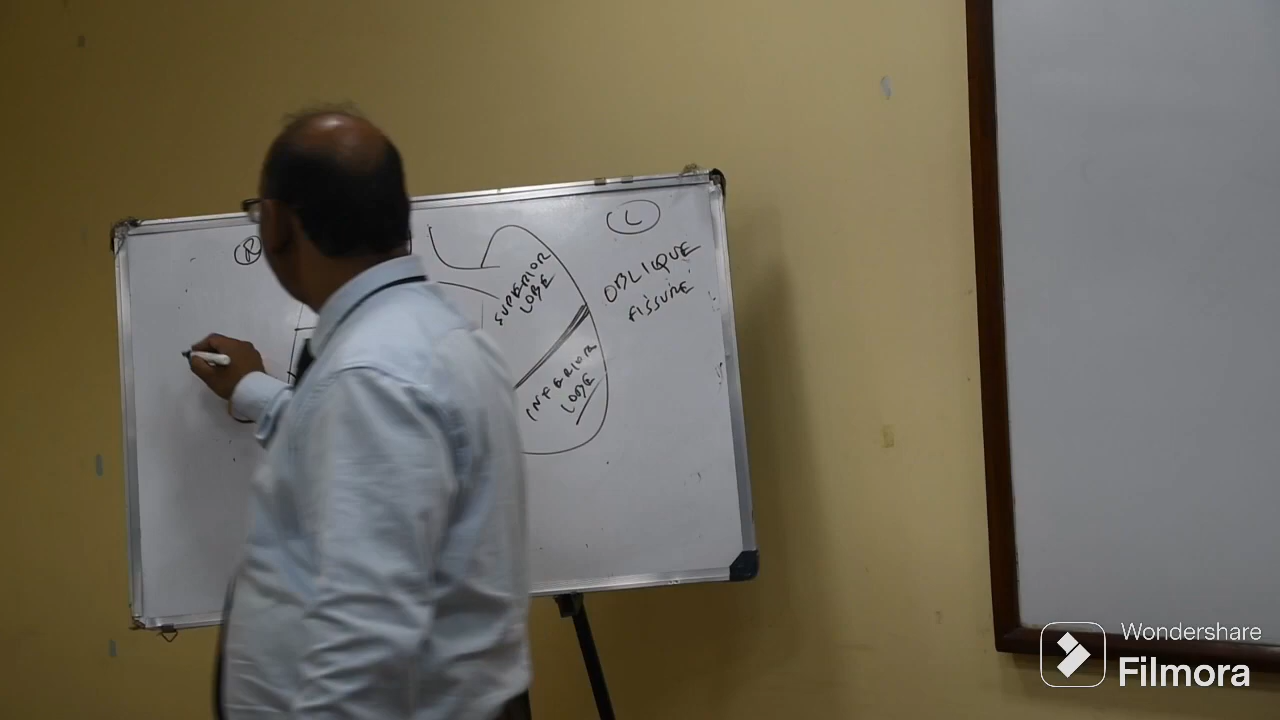 R
L
SUPERIOR
LOBE
OBLIQUE
FISSURE
INFERIOR
LOBE
Wondershare
Filmora